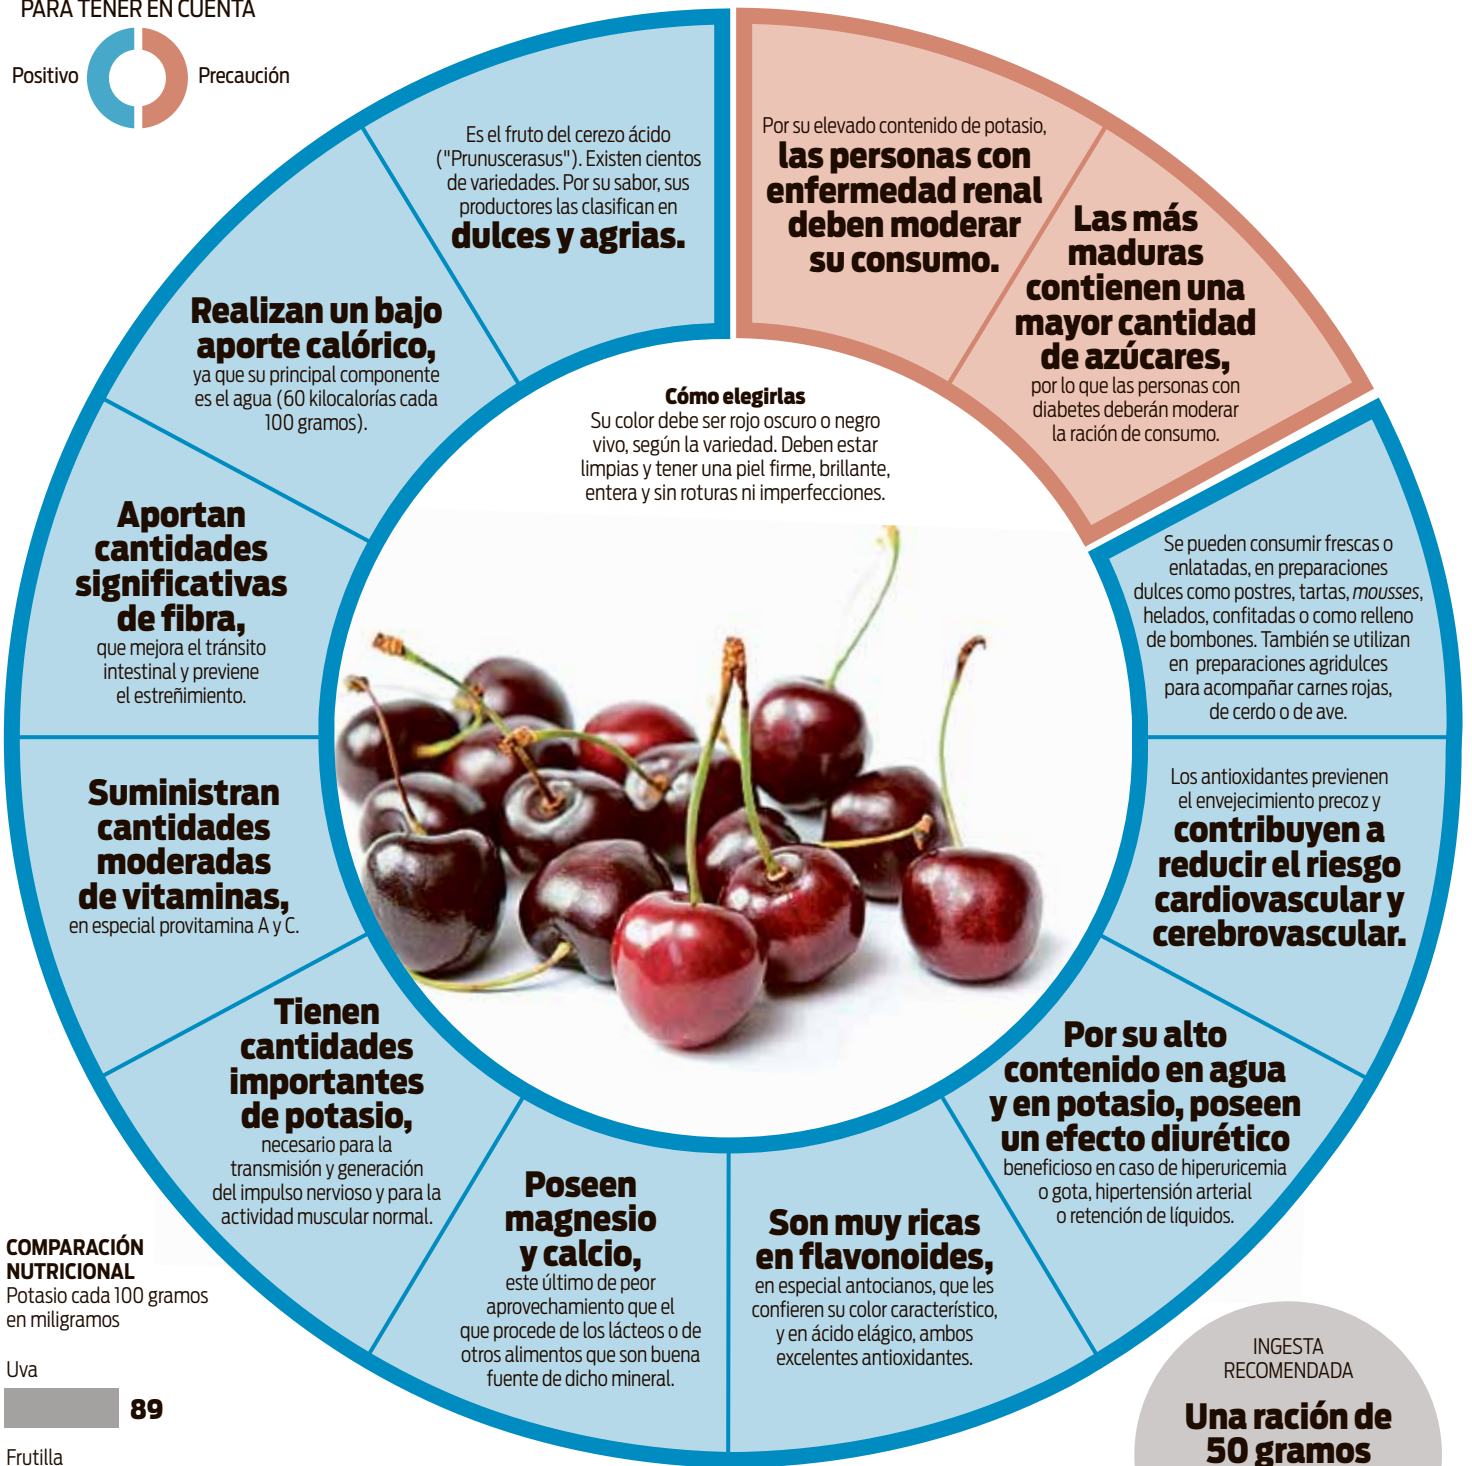 PARA TENER EN CUENTA
Positivo
Precaución
Es el fruto del cerezo ácido
("Prunuscerasus"). Existen cientos
de variedades. Por su sabor, sus
productores las clasifican en
dulces y agrias.
Por su elevado contenido de potasio,
las personas con
enfermedad renal
deben moderar
su consumo.
Las más
maduras
contienen una
mayor cantidad
de azúcares,
por lo que las personas con
diabetes deberán moderar
la ración de consumo.
Se pueden consumir frescas o
enlatadas, en preparaciones
dulces como postres, tartas, mousses,
helados, confitadas o como relleno
de bombones. También se utilizan
en preparaciones agridulces
para acompañar carnes rojas,
de cerdo o de ave.
Los antioxidantes previenen
el envejecimiento precoz y
contribuyen a
reducir el riesgo
cardiovascular y
cerebrovascular.
Por su alto
contenido en agua
y en potasio, poseen
un efecto diurético
beneficioso en caso de hiperuricemia
o gota, hipertensión arterial
o retención de líquidos.
Son muy ricas
en flavonoides,
en especial antocianos, que les
confieren su color característico,
y en ácido elágico, ambos
excelentes antioxidantes.
Poseen
magnesio
y calcio,
este último de peor
aprovechamiento que el
que procede de los lácteos o de
otros alimentos que son buena
fuente de dicho mineral.
Tienen
cantidades
importantes
de potasio,
necesario para la
transmisión y generación
del impulso nervioso y para la
actividad muscular normal.
Suministran
cantidades
moderadas
de vitaminas,
en especial provitamina A y C.
Aportan
cantidades
significativas
de fibra,
que mejora el tránsito
intestinal y previene
el estreñimiento.
Realizan un bajo
aporte calórico,
ya que su principal componente
es el agua (60 kilocalorías cada
100 gramos).
Cómo elegirlas
Su color debe ser rojo oscuro o negro
vivo, según la variedad. Deben estar
limpias y tener una piel firme, brillante,
entera y sin roturas ni imperfecciones.
COMPARACIÓN
NUTRICIONAL
Potasio cada 100 gramos
en miligramos
Uva
89
Frutilla
INGESTA
RECOMENDADA
Una ración de
50 gramos